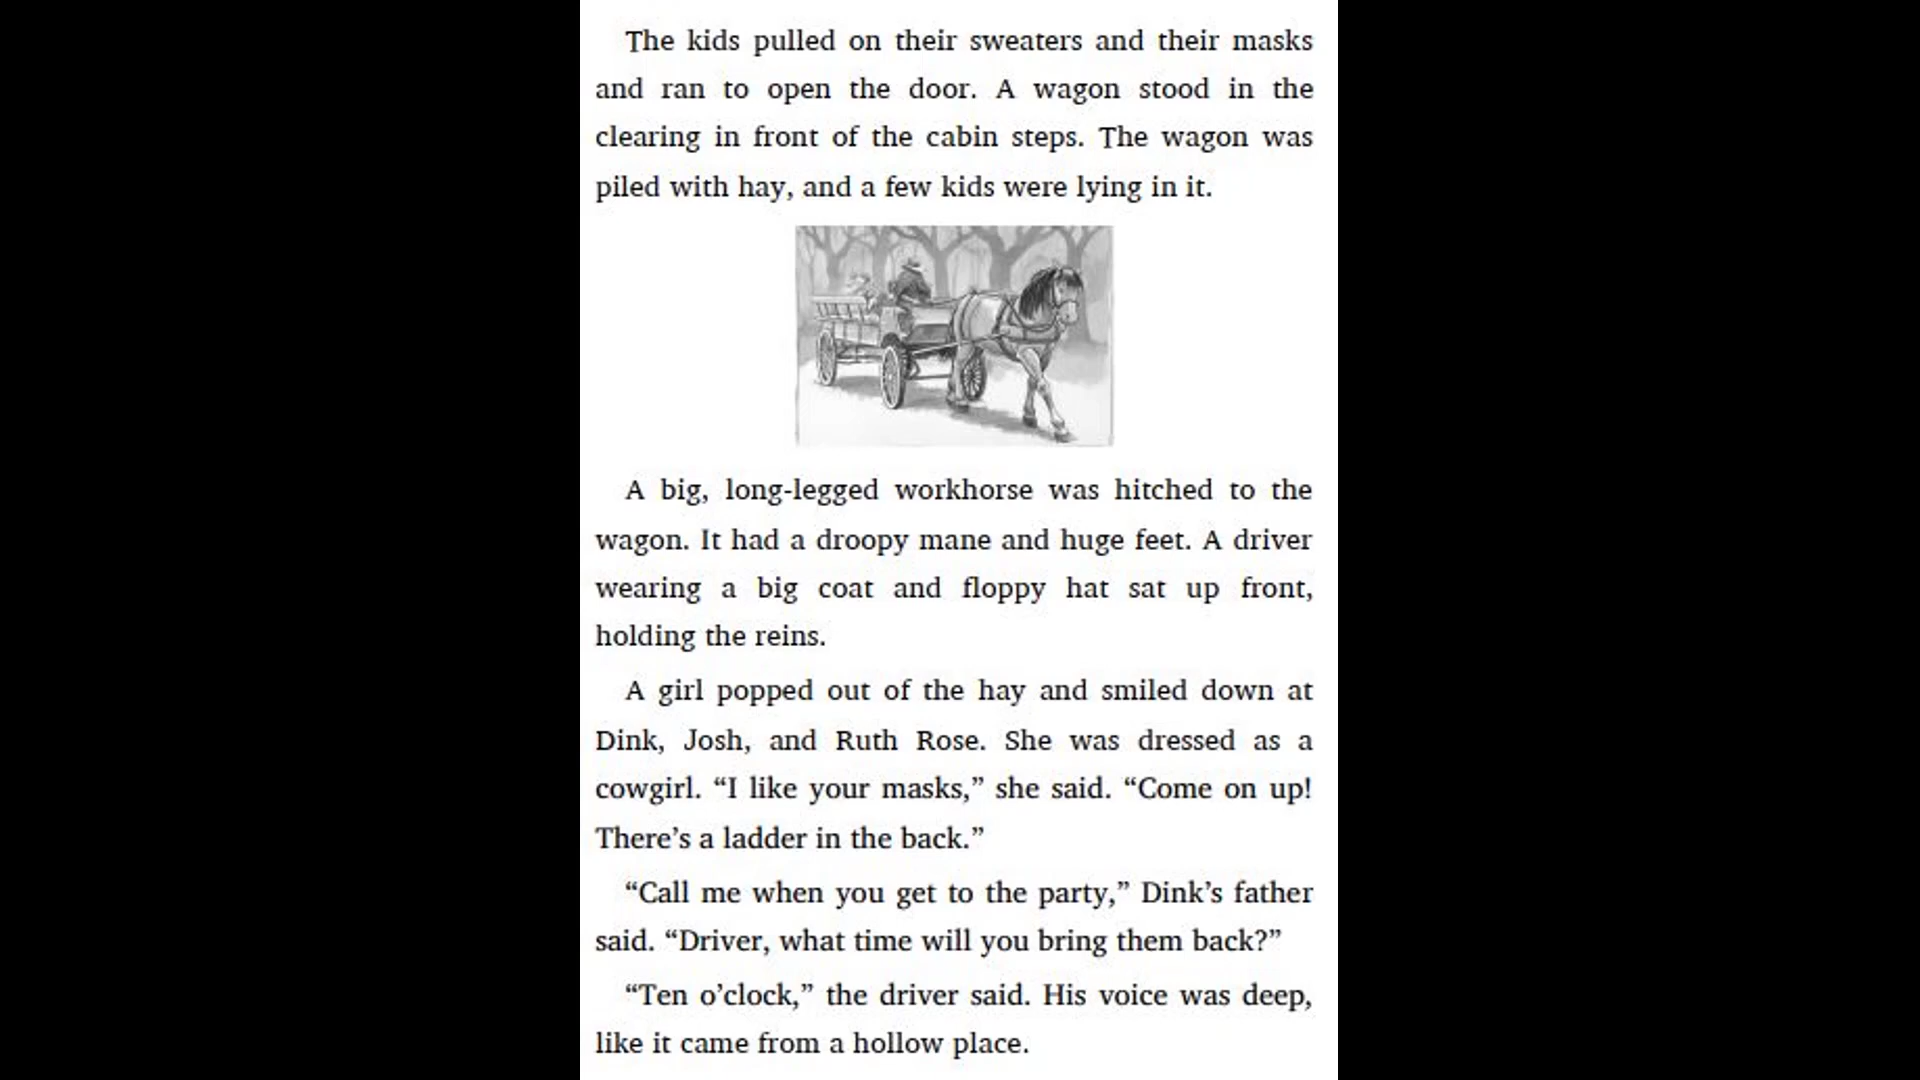 The kids pulled on their sweaters and their masks
and ran to open the door. A wagon stood in the
clearing in front of the cabin steps. The wagon was
piled with hay, and a few kids were lying in it.
A big, long-legged workhorse was hitched to the
wagon. It had a droopy mane and huge feet. A driver
wearing a big coat and floppy hat sat up front,
holding the reins.
A girl popped out of the hay and smiled down at
Dink, Josh, and Ruth Rose. She was dressed as a
cowgirl. “I like your masks,” she said. “Come on up!
There’s a ladder in the back.”
“Call me when you get to the party,” Dink’s father
said. “Driver, what time will you bring them back?”
“Ten o’clock,” the driver said. His voice was deep,
like it came from a hollow place.